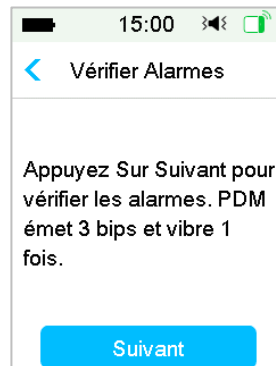 15:00
Vérifier Alarmes
Appuyez Sur Suivant pour
vérifier les alarmes. PDM
émet 3 bips et vibre 1
fois.
Suivant